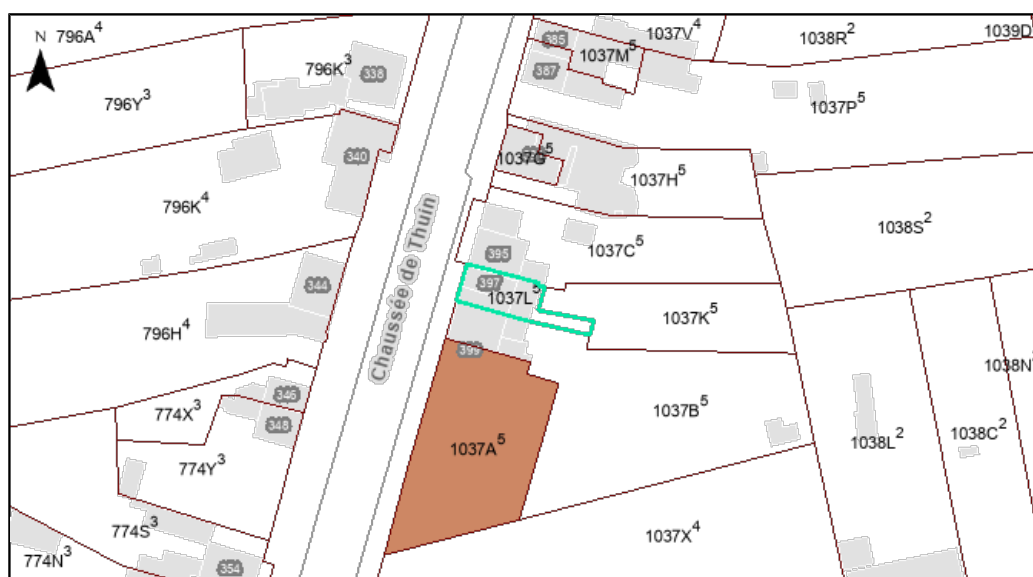 N
796A⁴
796K³
338
385
1037M⁵
1037V⁴
1038R²
1039D
796Y³
387
1037P⁵
340
1037G⁵
1037H⁵
796K⁴
1038S²
395
1037C⁵
344
397
1037L⁵
1037K⁵
796H⁴
Chaussée de Thuin
399
1038N
346
774X³
348
1037B⁵
1037A⁵
1038L²
1038C²
774Y³
774S³
1037X⁴
774N³
354